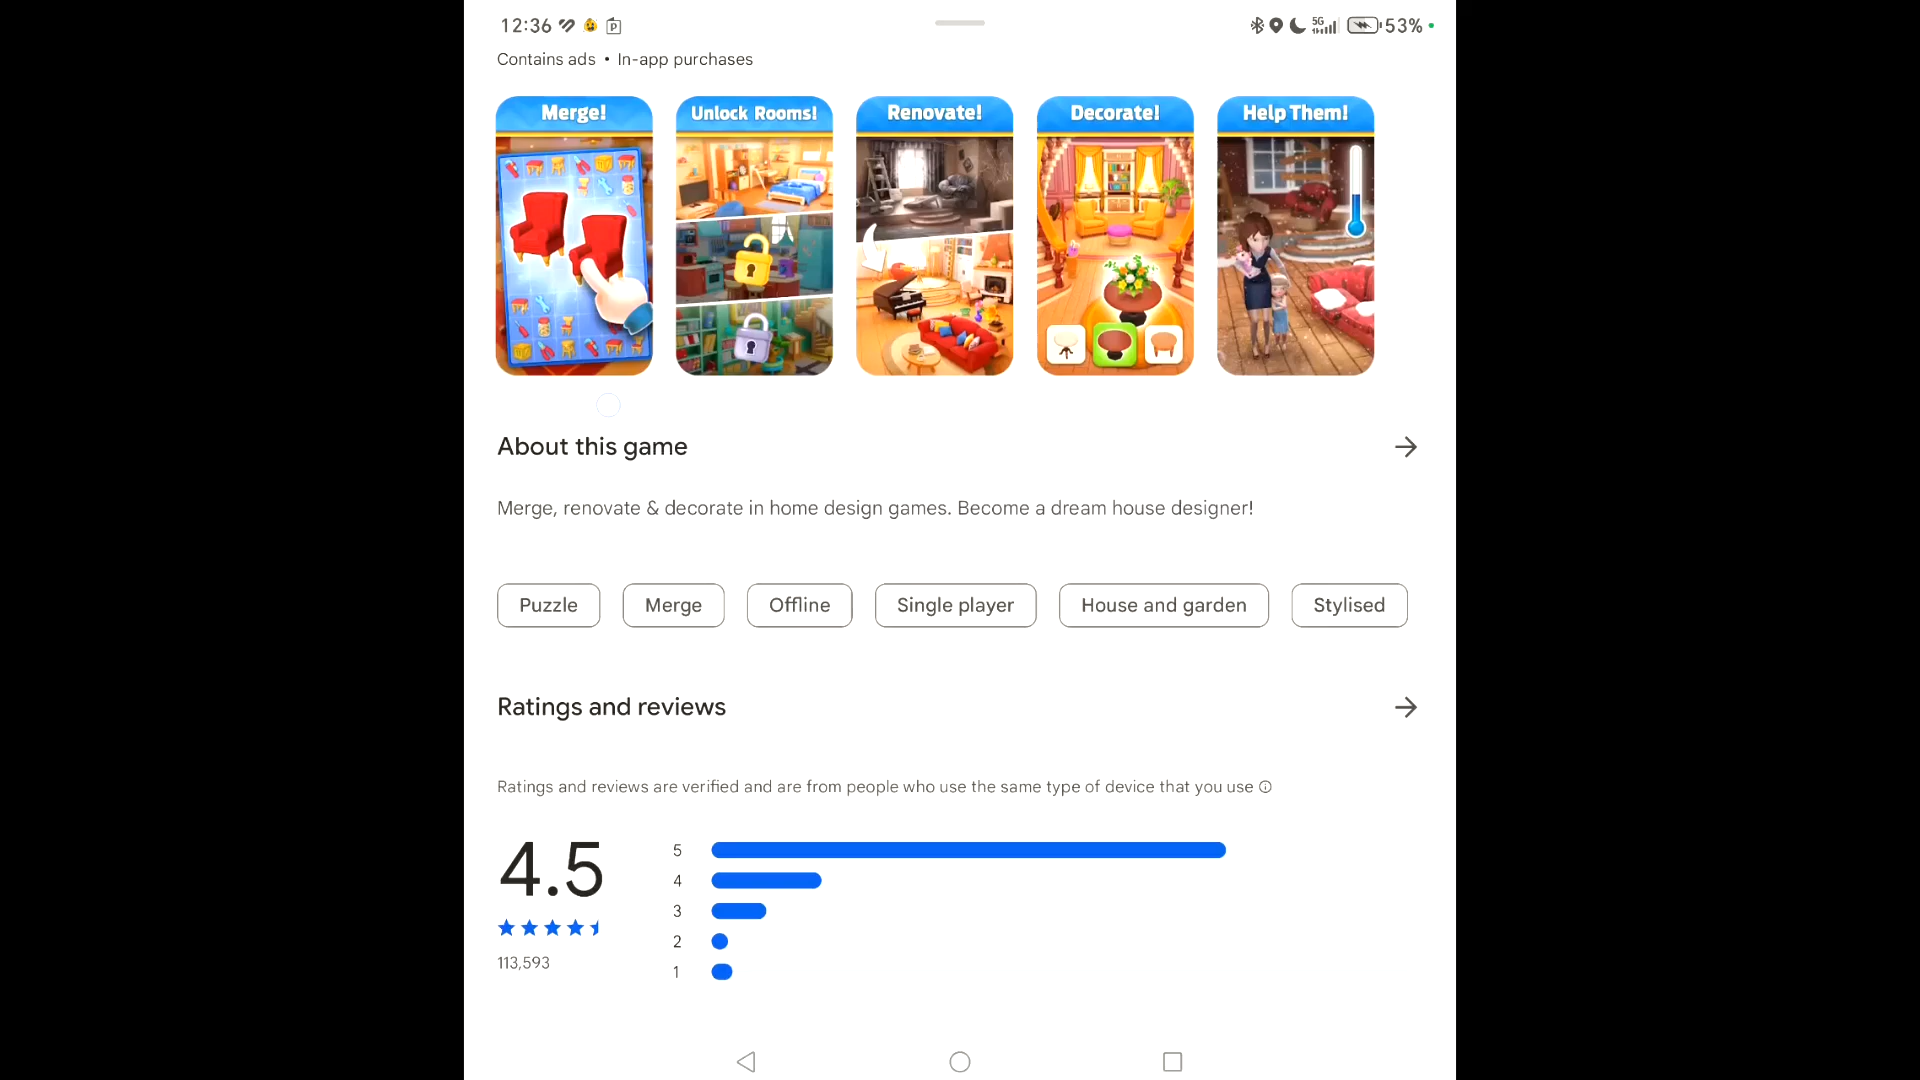 12:36
5G
53%
Contains ads • In-app purchases
Merge!
Unlock Rooms!
Renovate!
Decorate!
Help Them!
About this game
Merge, renovate & decorate in home design games. Become a dream house designer!
Puzzle
Merge
Offline
Single player
House and garden
Stylised
Ratings and reviews
Ratings and reviews are verified and are from people who use the same type of device that you use
4.5
113,593
5
4
3
2
1